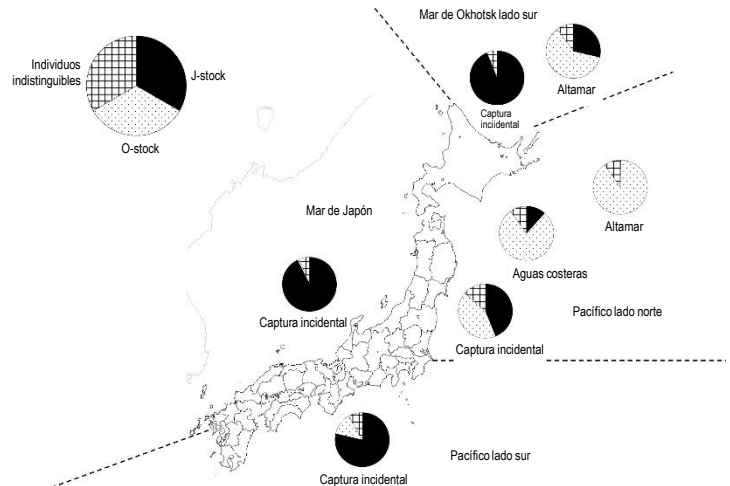 Mar de Okhotsk lado sur
Individuos
indistinguibles
J-stock
O-stock
Captura
inciidental
Altamar
Mar de Japón
Altamar
Aguas costeras
Captura incidental
Pacífico lado norte
Captura incidental
Captura incidental
Pacífico lado sur